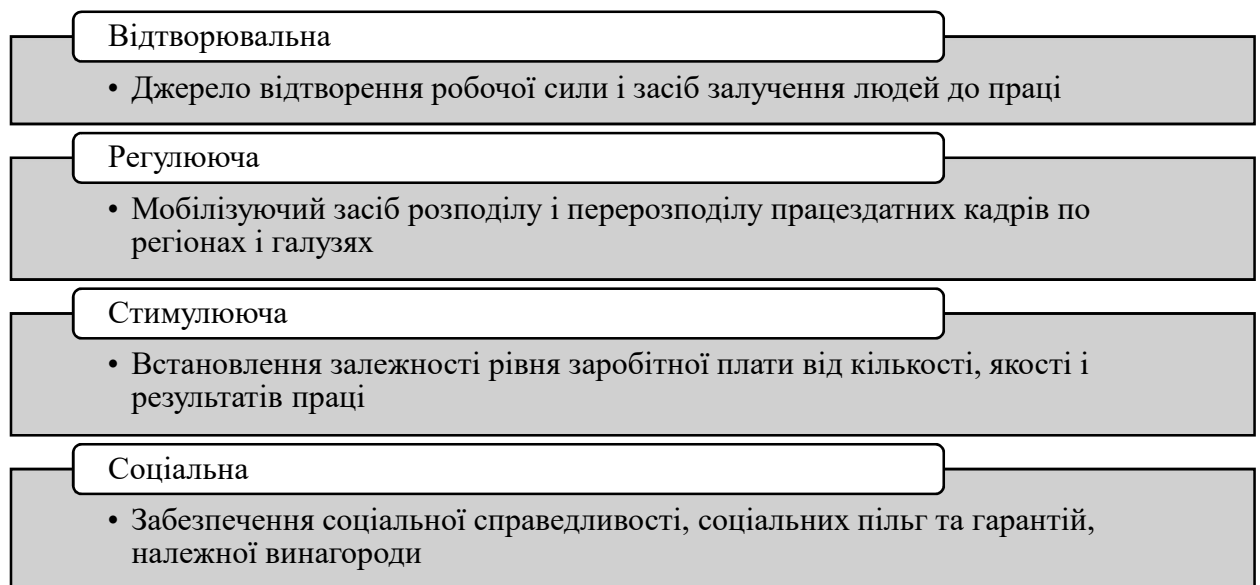 Відтворювальна
• Джерело відтворення робочої сили і засіб залучення людей до праці
Регулююча
• Мобілізуючий засіб розподілу і перерозподілу працездатних кадрів по
регіонах і галузях
Стимулююча
• Встановлення залежності рівня заробітної плати від кількості, якості і
результатів праці
Соціальна
• Забезпечення соціальної справедливості, соціальних пільг та гарантій,
належної винагороди